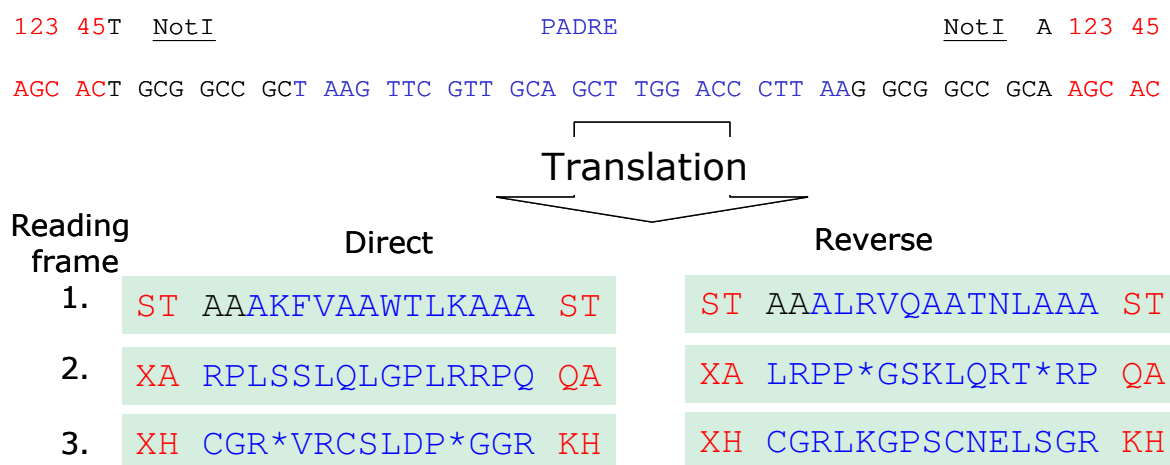 123 45T NotI PADRE NotI A 123 45
AGC ACT GCG GCC GCT AAG TTC GTT GCA GCT TGG ACC CTT AAG GCG GCC GCA AGC AC
Translation
Reading
frame
Direct
Reverse
1. ST AAAKFVAAWTLKAAA ST ST AAALRVQAATNLAAA ST
2. XA RPLSSLQLGPLRRPQ QA XA LRPP*GSKLQRT*RP QA
3. XH CGR*VRCSLDP*GGR KH XH CGRLKGPSCNELSGR KH